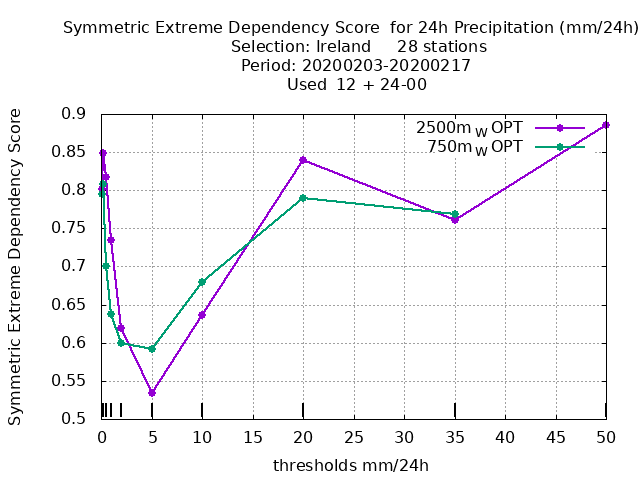 Symmetric Extreme Dependency Score  for 24h Precipitation (mm/24h)
Selection: Ireland     28 stations
Period: 20200203-20200217
Used  12 + 24-00
2500m W OPT
750m W OPT
Symmetric Extreme Dependency Score
0.9
0.85
0.8
0.75
0.7
0.65
0.6
0.55
0.5
0 5 10 15 20 25 30 35 40 45 50
thresholds mm/24h